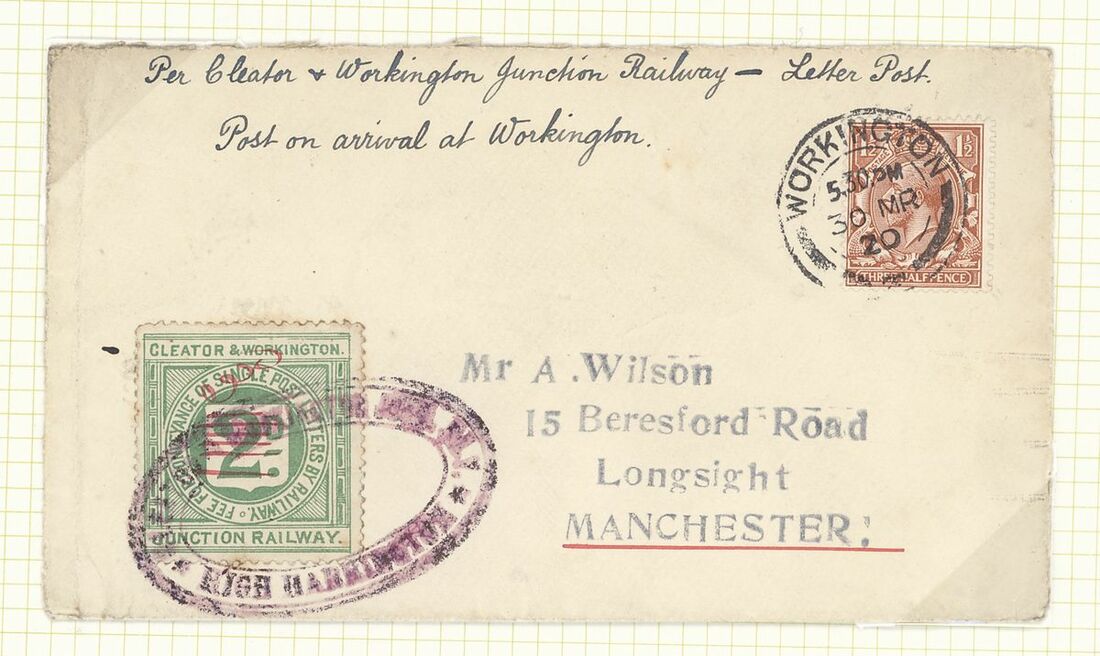 Per Cleator & Workington Junction Railway — Letter Post.
Post on arrival at Workington.
WORKINGTON
5.30 PM
30 MR
20
1½
THREE HALFPENCE
CLEATOR & WORKINGTON.
FEE FOR CONVEYANCE OF SINGLE POST LETTERS BY RAILWAY.
2D.
JUNCTION RAILWAY.
HIGH HARRINGTON
Mr A. Wilson
15 Beresford Road
Longsight
MANCHESTER.